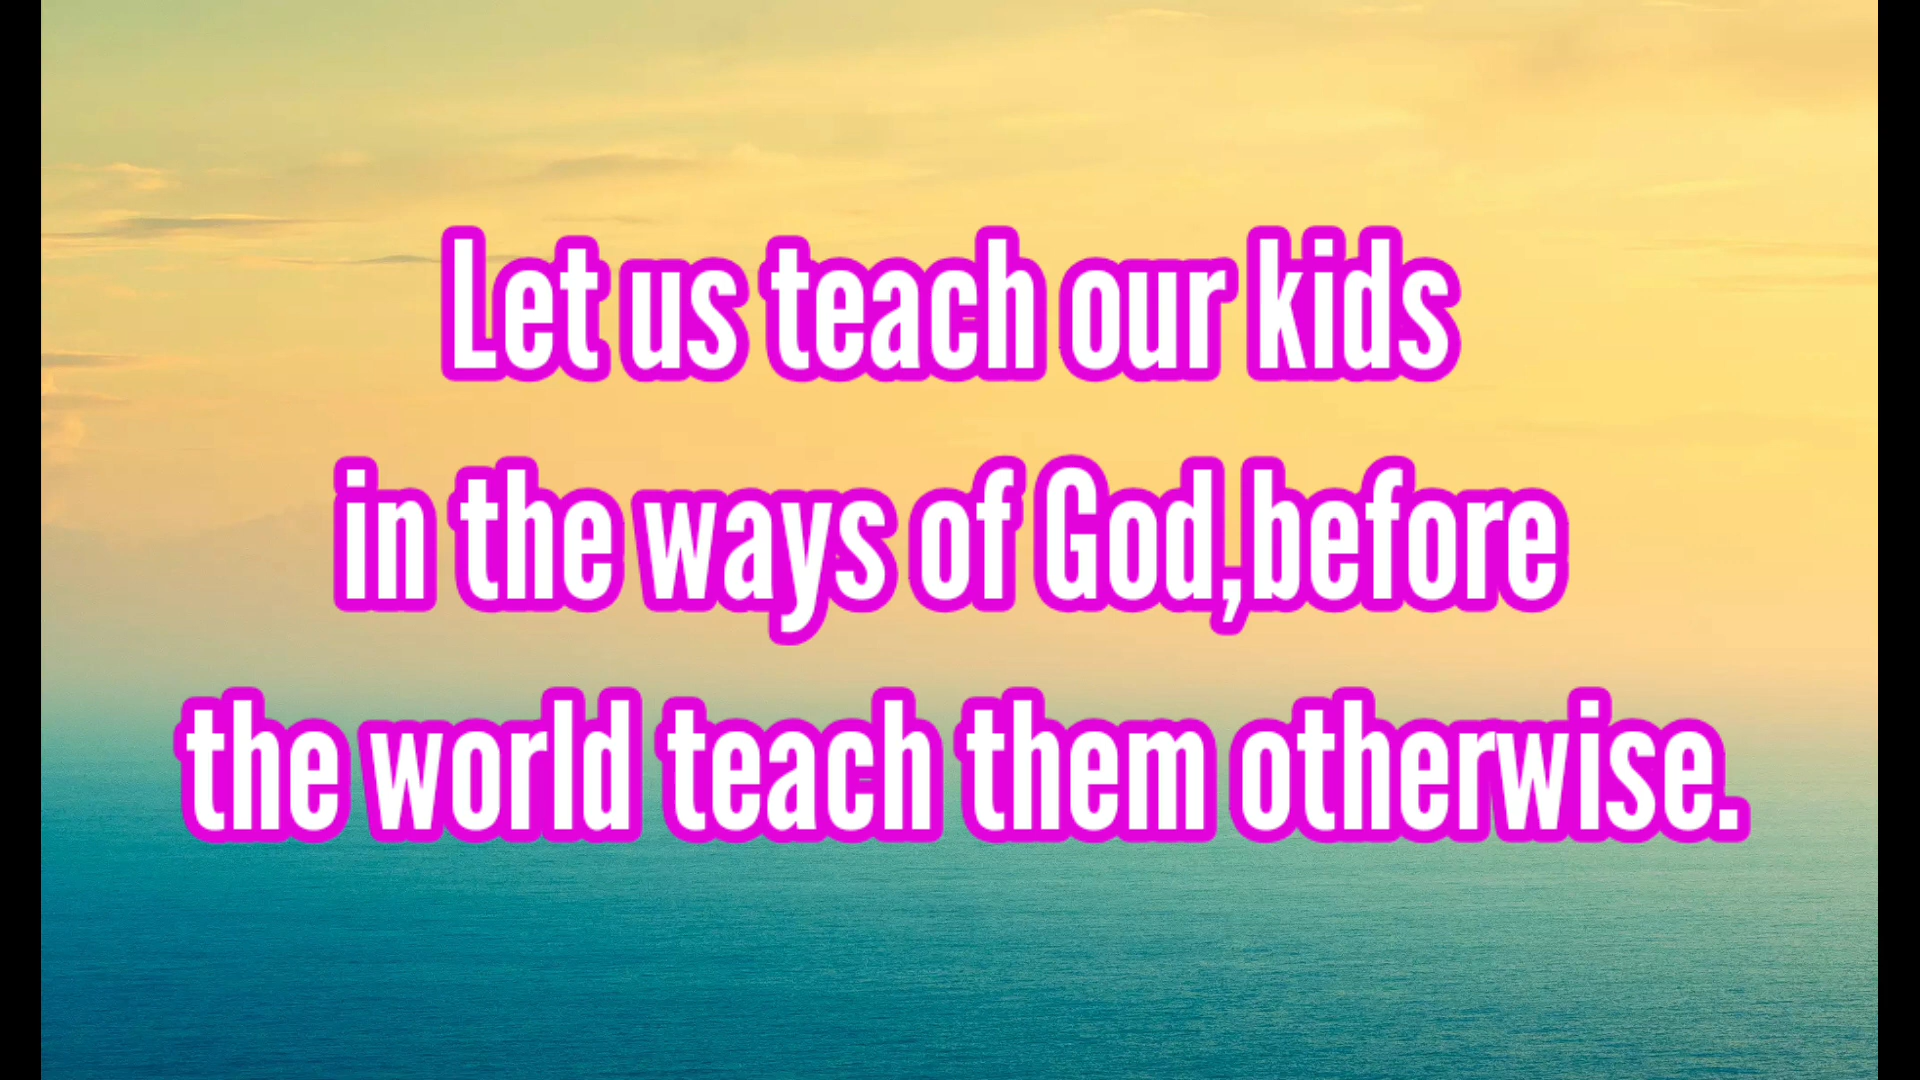 Let us teach our kids
in the ways of God,before
the world teach them otherwise.